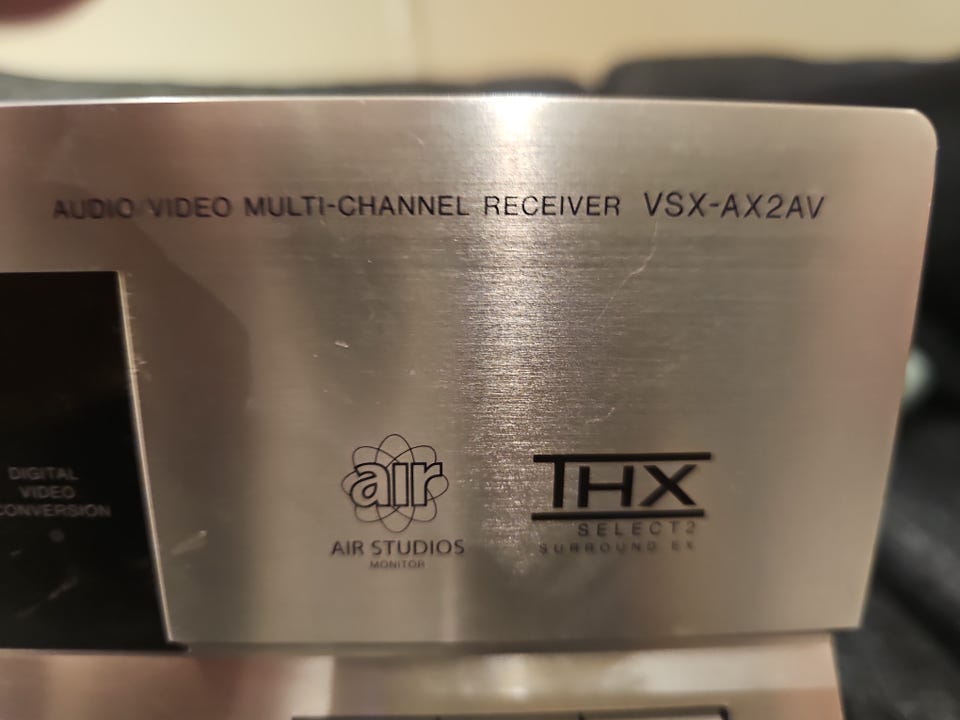 AUDIO/VIDEO MULTI-CHANNEL RECEIVER VSX-AX2AV
DIGITAL
VIDEO
CONVERSION
air
AIR STUDIOS
MONITOR
THX
SELECT2
SURROUND EX